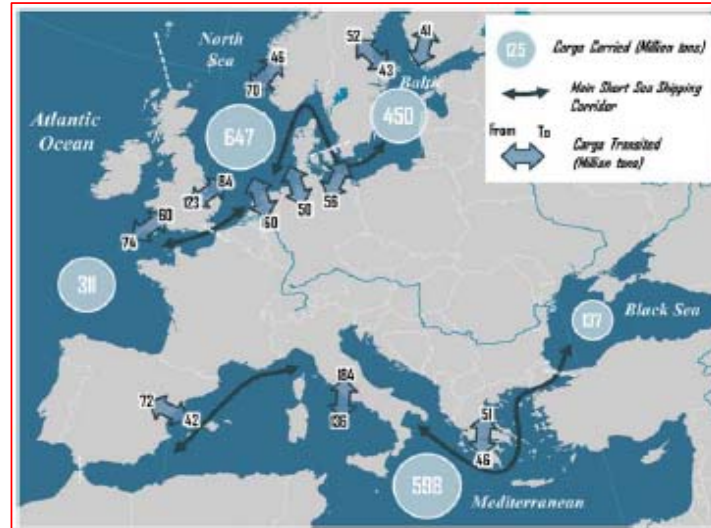 North
Sea
Atlantic
Ocean
Baltic
Black Sea
Mediterranean
46
70
52
43
41
647
450
84
123
60
74
60
50
56
311
137
72
42
184
136
51
46
598
125
Cargo Carried (Million tons)
Main Short Sea Shipping
Corridor
From To
Cargo Transited
(Million tons)